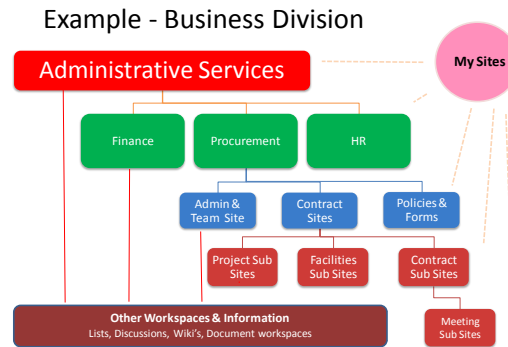 Example - Business Division
Administrative Services
My Sites
Finance
Procurement
HR
Admin &
Team Site
Contract
Sites
Policies &
Forms
Project Sub
Sites
Facilities
Sub Sites
Contract
Sub Sites
Other Workspaces & Information
Lists, Discussions, Wiki's, Document workspaces
Meeting
Sub Sites